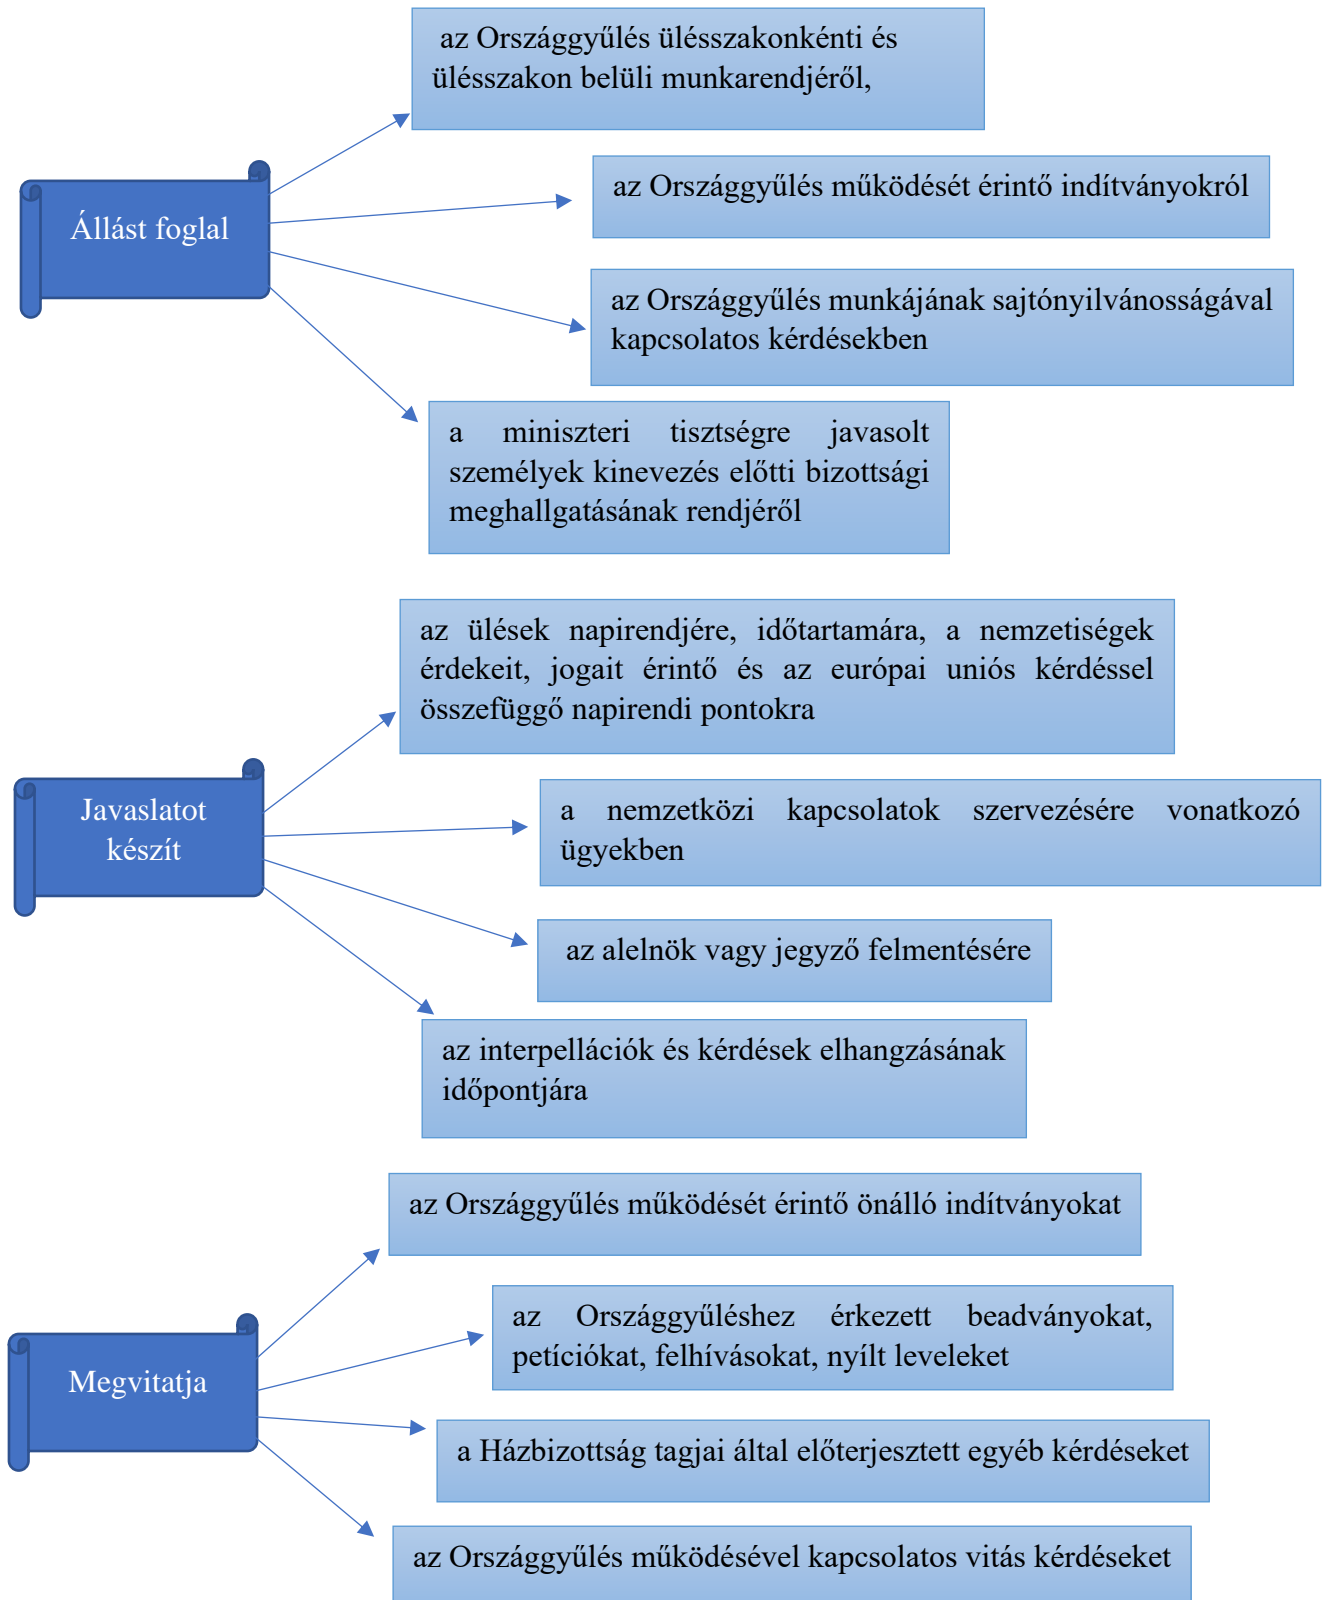 az Országgyűlés ülésszakonkénti és
ülésszakon belüli munkarendjéről,
Állást foglal
az Országgyűlés működését érintő indítványokról
az Országgyűlés munkájának sajtónyilvánosságával
kapcsolatos kérdésekben
a miniszteri tisztségre javasolt
személyek kinevezés előtti bizottsági
meghallgatásának rendjéről
az ülések napirendjére, időtartamára, a nemzetiségek
érdekeit, jogait érintő és az európai uniós kérdéssel
összefüggő napirendi pontokra
Javaslatot
készít
a nemzetközi kapcsolatok szervezésére vonatkozó
ügyekben
az alelnök vagy jegyző felmentésére
az interpellációk és kérdések elhangzásának
időpontjára
az Országgyűlés működését érintő önálló indítványokat
Megvitatja
az Országgyűléshez érkezett beadványokat,
petíciókat, felhívásokat, nyílt leveleket
a Házbizottság tagjai által előterjesztett egyéb kérdéseket
az Országgyűlés működésével kapcsolatos vitás kérdéseket